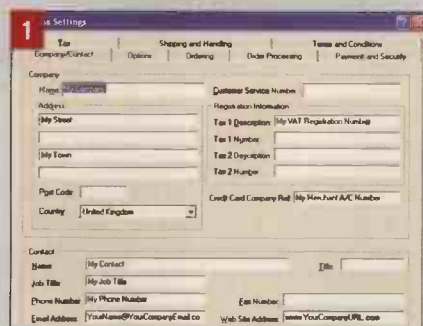 1
Settings
Tax Shipping and Handling Terms and Conditions
Company/Contact Options Ordering Order Processing Payment and Security
Company
Name My Company Customer Service Number
Address Registration Information
My Street Tax 1 Description My VAT Registration Number
Tax 1 Number
My Town Tax 2 Description
Tax 2 Number
Post Code
Credit Card Company Ref: My Merchant A/C Number
Country United Kingdom
Contact
Name My Contact Title
Job Title My Job Title
Phone Number My Phone Number Fax Number
Email Address YourName@YourCompanyEmail.co Web Site Address www.YourCompanyURL.com